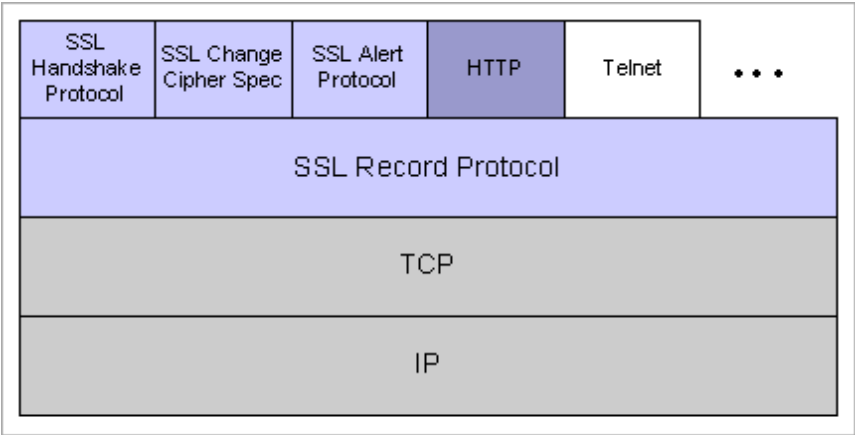 SSL
Handshake
Protocol
SSL Change
Cipher Spec
SSL Alert
Protocol
HTTP
Telnet
...
SSL Record Protocol
TCP
IP